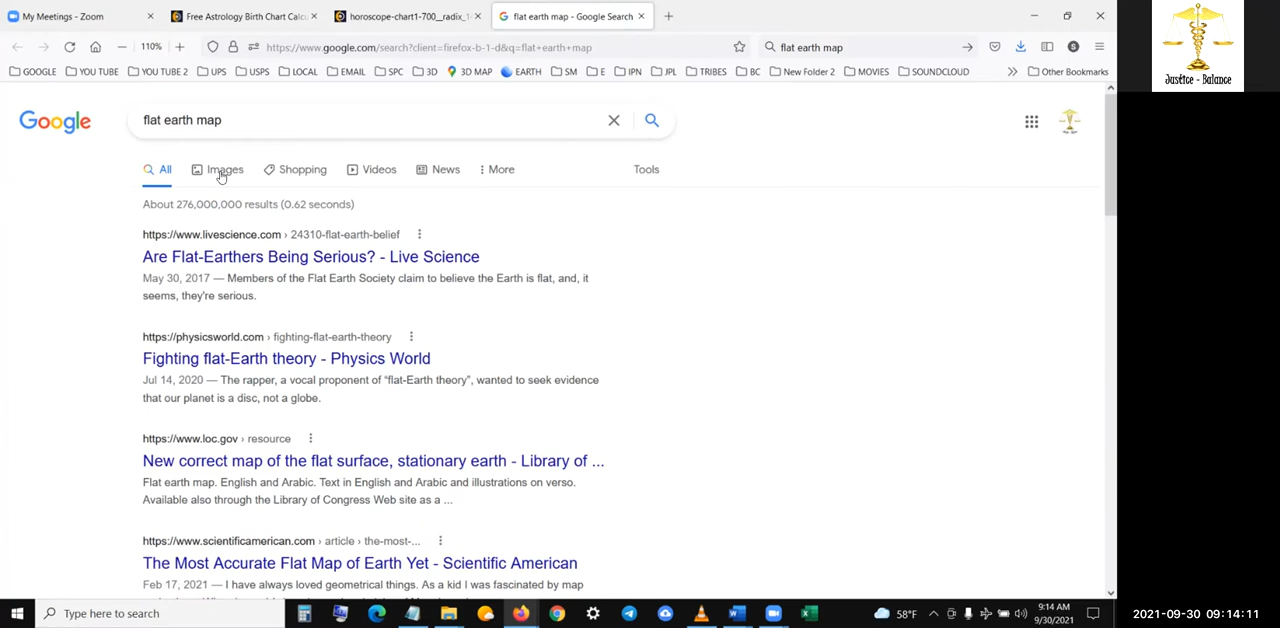 My Meetings - Zoom
Free Astrology Birth Chart Calcu
horoscope-chart1-700__radix_1
flat earth map - Google Search
110%
https://www.google.com/search?client=firefox-b-1-d&q=flat+earth+map
flat earth map
GOOGLE YOU TUBE YOU TUBE 2 UPS USPS LOCAL EMAIL SPC 3D 3D MAP EARTH SM E IPN JPL TRIBES BC New Folder 2 MOVIES SOUNDCLOUD Other Bookmarks
Justice - Balance
Google
flat earth map
All Images Shopping Videos News More Tools
About 276,000,000 results (0.62 seconds)
https://www.livescience.com › 24310-flat-earth-belief
Are Flat-Earthers Being Serious? - Live Science
May 30, 2017 — Members of the Flat Earth Society claim to believe the Earth is flat, and, it
seems, they're serious.
https://physicsworld.com › fighting-flat-earth-theory
Fighting flat-Earth theory - Physics World
Jul 14, 2020 — The rapper, a vocal proponent of “flat-Earth theory”, wanted to seek evidence
that our planet is a disc, not a globe.
https://www.loc.gov › resource
New correct map of the flat surface, stationary earth - Library of ...
Flat earth map. English and Arabic. Text in English and Arabic and illustrations on verso.
Available also through the Library of Congress Web site as a ...
https://www.scientificamerican.com › article › the-most-...
The Most Accurate Flat Map of Earth Yet - Scientific American
Feb 17, 2021 — I have always loved geometrical things. As a kid I was fascinated by map
Type here to search
58°F
9:14 AM
9/30/2021
2021-09-30 09:14:11